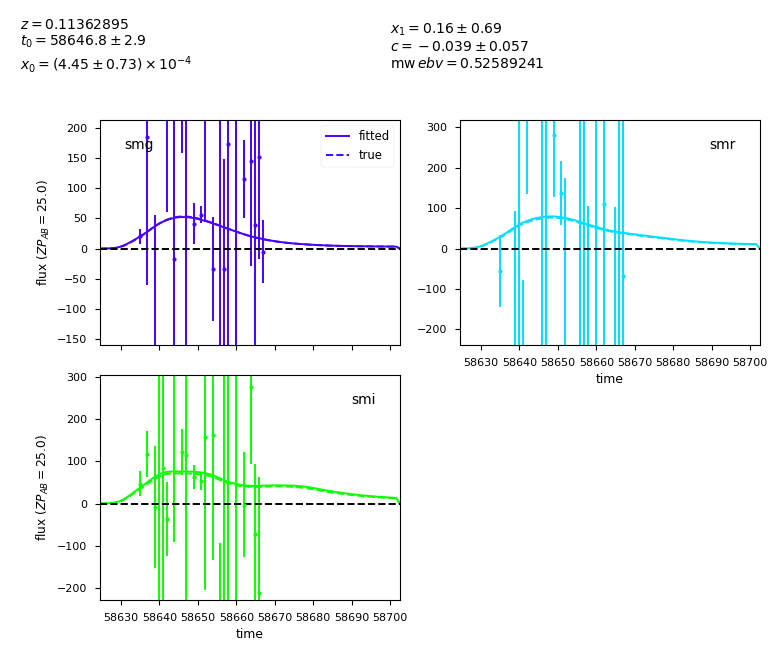 z = 0.11362895
t₀ = 58646.8 ± 2.9
x₀ = (4.45 ± 0.73) × 10⁻⁴
x₁ = 0.16 ± 0.69
c = −0.039 ± 0.057
mw ebv = 0.52589241
smg
fitted
true
200
150
100
50
0
−50
−100
−150
flux (ZP_AB = 25.0)
smr
300
200
100
0
−100
−200
58630 58640 58650 58660 58670 58680 58690 58700
time
smi
300
200
100
0
−100
−200
flux (ZP_AB = 25.0)
58630 58640 58650 58660 58670 58680 58690 58700
time